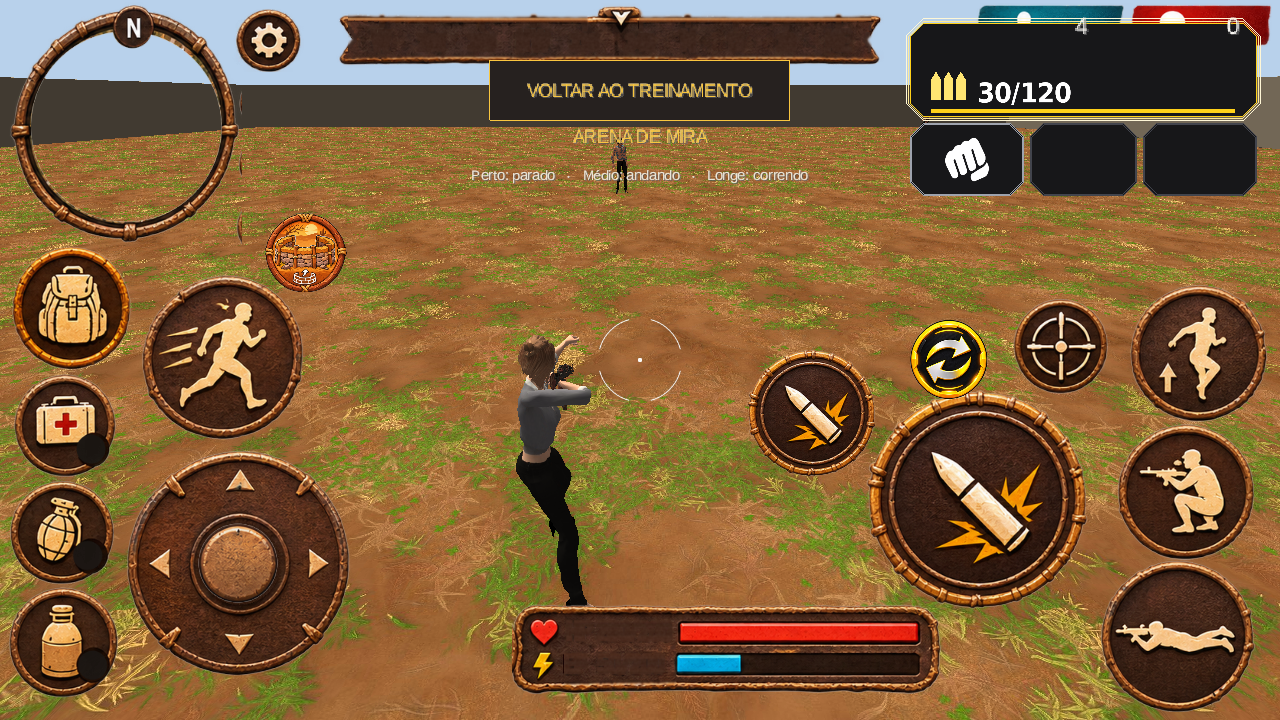 N
4
0
30/120
VOLTAR AO TREINAMENTO
ARENA DE MIRA
Perto: parado · Médio: andando · Longe: correndo